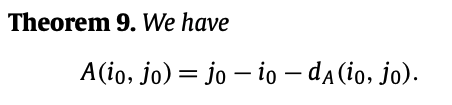 Theorem 9. We have
A(i₀, j₀) = j₀ − i₀ − d_A(i₀, j₀).